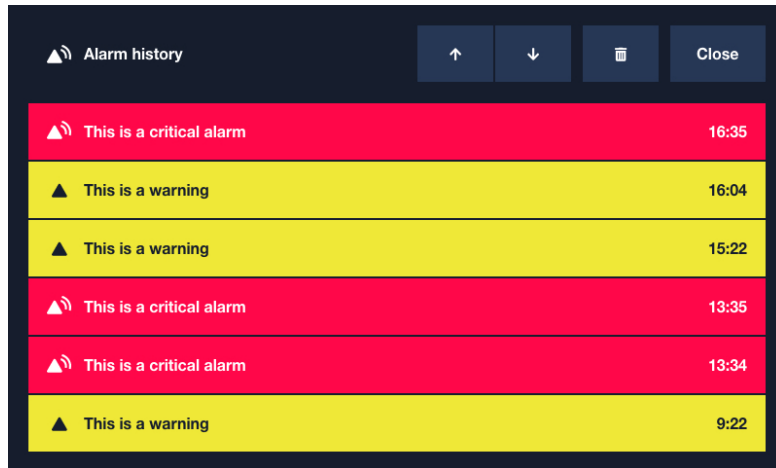 Alarm history Close
This is a critical alarm 16:35
This is a warning 16:04
This is a warning 15:22
This is a critical alarm 13:35
This is a critical alarm 13:34
This is a warning 9:22